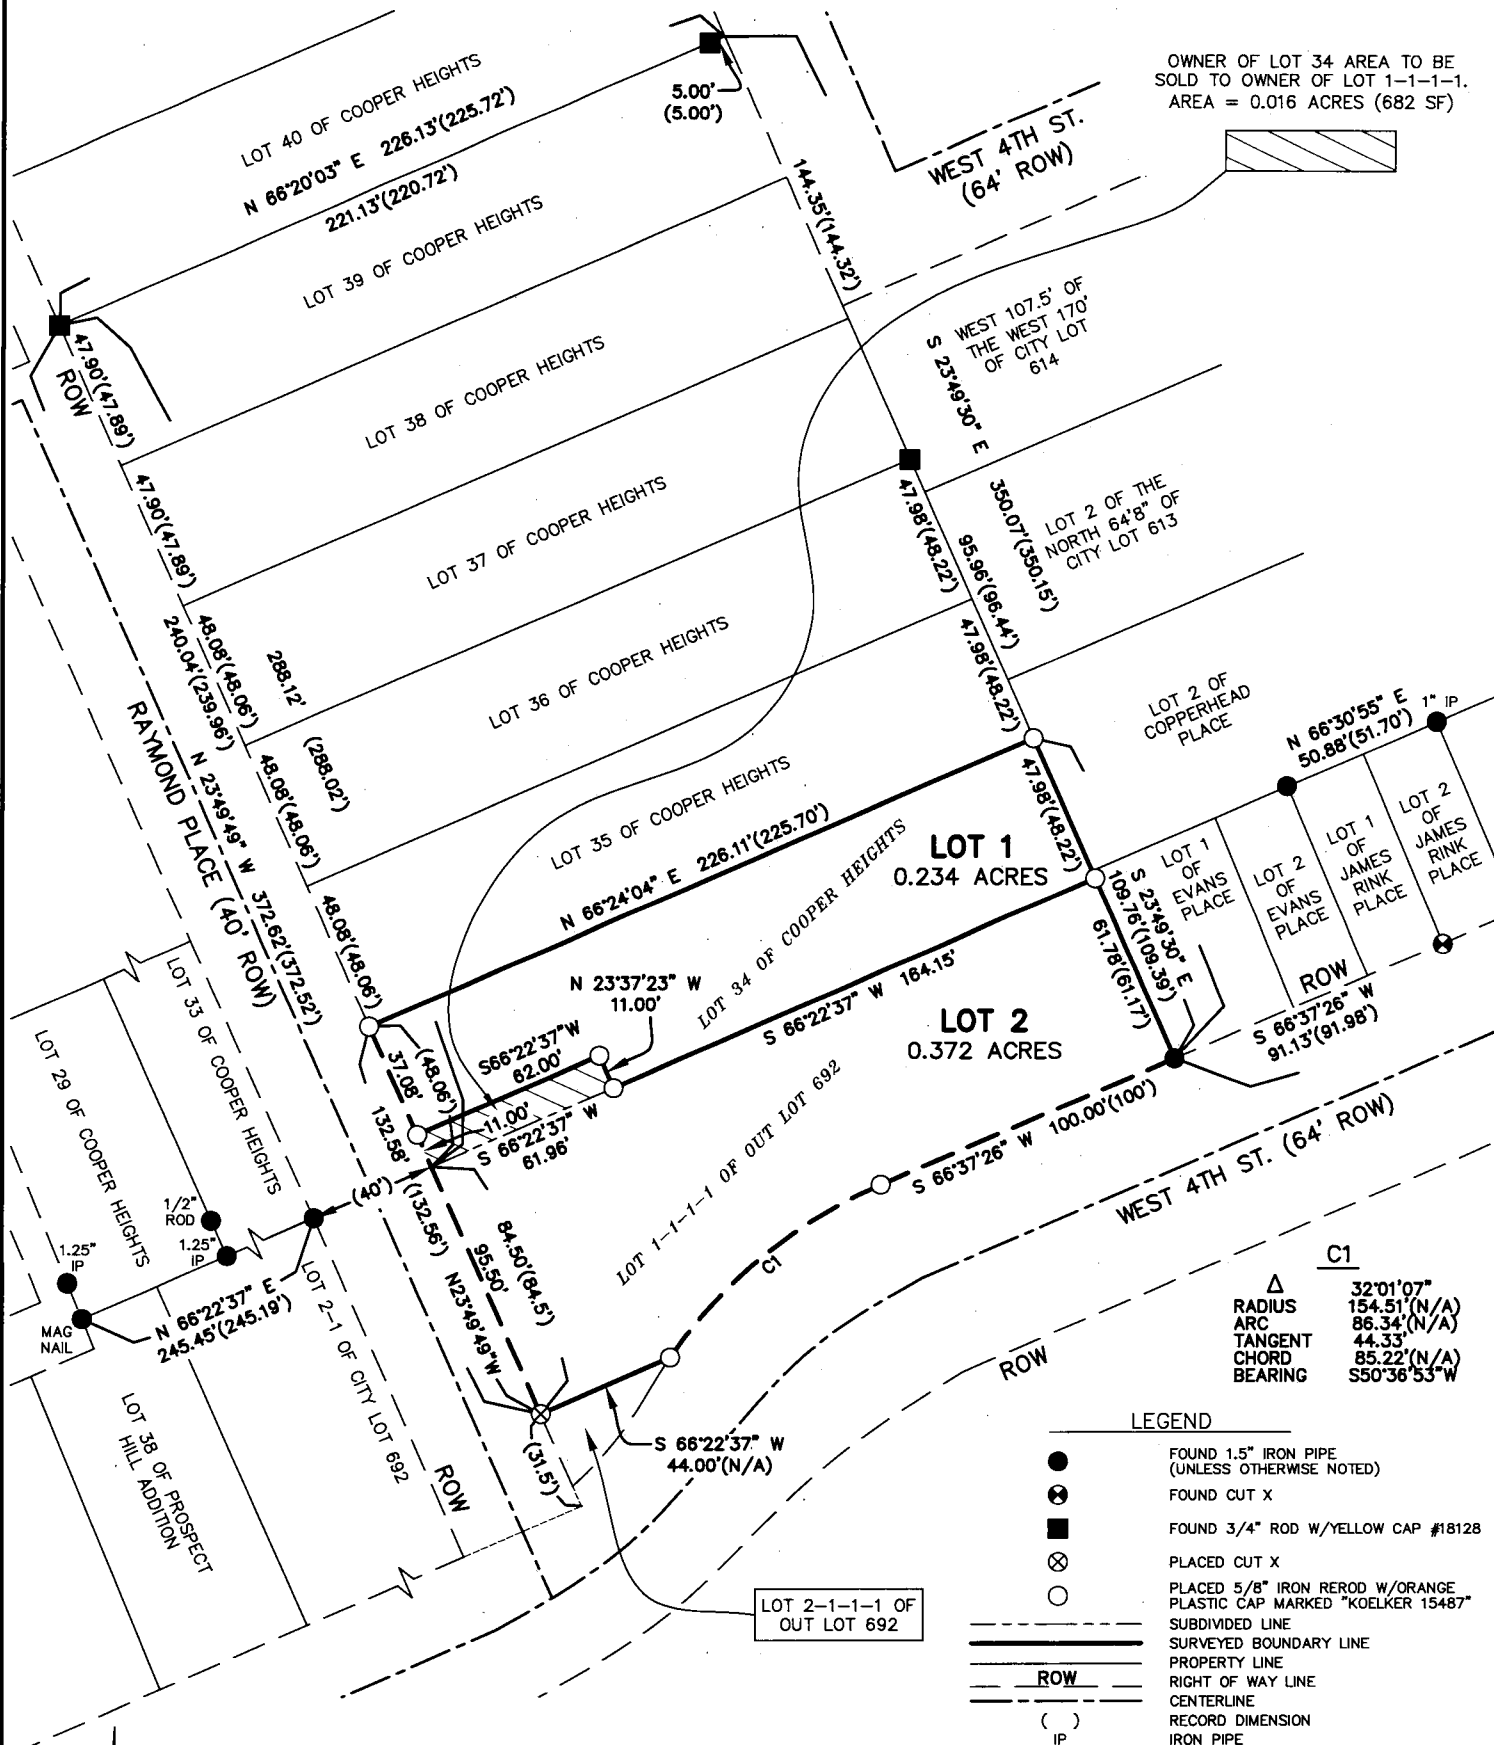 OWNER OF LOT 34 AREA TO BE
SOLD TO OWNER OF LOT 1-1-1-1.
AREA = 0.016 ACRES (682 SF)
LOT 40 OF COOPER HEIGHTS
N 66°20'03" E 226.13'(225.72')
221.13'(220.72')
5.00'
(5.00')
WEST 4TH ST.
(64' ROW)
144.35'(144.32')
LOT 39 OF COOPER HEIGHTS
47.90'(47.89')
ROW
LOT 38 OF COOPER HEIGHTS
S 23°49'30" E
350.07'(350.15')
WEST 107.5' OF
THE WEST 170'
OF CITY LOT
614
47.90'(47.89')
LOT 37 OF COOPER HEIGHTS
47.98'(48.22')
95.96'(96.44')
LOT 2 OF THE
NORTH 64'8" OF
CITY LOT 613
48.08'(48.06')
240.04'(239.96')
288.12'
(288.02')
LOT 36 OF COOPER HEIGHTS
47.98'(48.22')
LOT 2 OF
COPPERHEAD
PLACE
N 66°30'55" E
50.88'(51.70')
1" IP
RAYMOND PLACE (40' ROW)
N 23°49'49" W 372.62'(372.52')
48.08'(48.06')
LOT 35 OF COOPER HEIGHTS
N 66°24'04" E 226.11'(225.70')
47.98'(48.22')
LOT 1
0.234 ACRES
LOT 1
OF
EVANS
PLACE
LOT 2
OF
EVANS
PLACE
LOT 1
OF
JAMES
RINK
PLACE
LOT 2
OF
JAMES
RINK
PLACE
48.08'(48.06')
LOT 34 OF COOPER HEIGHTS
S 23°49'30" E
109.76'(109.39')
61.78'(61.17')
N 23°37'23" W
11.00'
S 66°22'37" W 164.15'
ROW
S 66°37'26" W
91.13'(91.98')
LOT 2
0.372 ACRES
LOT 33 OF COOPER HEIGHTS
LOT 29 OF COOPER HEIGHTS
37.08'
(48.06')
S66°22'37"W
62.00'
11.00'
S 66°22'37" W
61.96'
132.58'
(132.56')
(40')
LOT 1-1-1-1 OF OUT LOT 692
S 66°37'26" W 100.00'(100')
WEST 4TH ST. (64' ROW)
1/2"
ROD
1.25"
IP
1.25"
IP
MAG
NAIL
N 66°22'37" E
245.45'(245.19')
LOT 2-1 OF CITY LOT 692
N23°49'49"W
95.50'
84.50'(84.5')
C1
ROW
C1
Δ 32°01'07"
RADIUS 154.51'(N/A)
ARC 86.34'(N/A)
TANGENT 44.33'
CHORD 85.22'(N/A)
BEARING S50°36'53"W
LOT 38 OF PROSPECT
HILL ADDITION
ROW
(31.5')
S 66°22'37" W
44.00'(N/A)
LOT 2-1-1-1 OF
OUT LOT 692
LEGEND
FOUND 1.5" IRON PIPE
(UNLESS OTHERWISE NOTED)
FOUND CUT X
FOUND 3/4" ROD W/YELLOW CAP #18128
PLACED CUT X
PLACED 5/8" IRON REROD W/ORANGE
PLASTIC CAP MARKED "KOELKER 15487"
SUBDIVIDED LINE
SURVEYED BOUNDARY LINE
PROPERTY LINE
ROW RIGHT OF WAY LINE
CENTERLINE
( ) RECORD DIMENSION
IP IRON PIPE